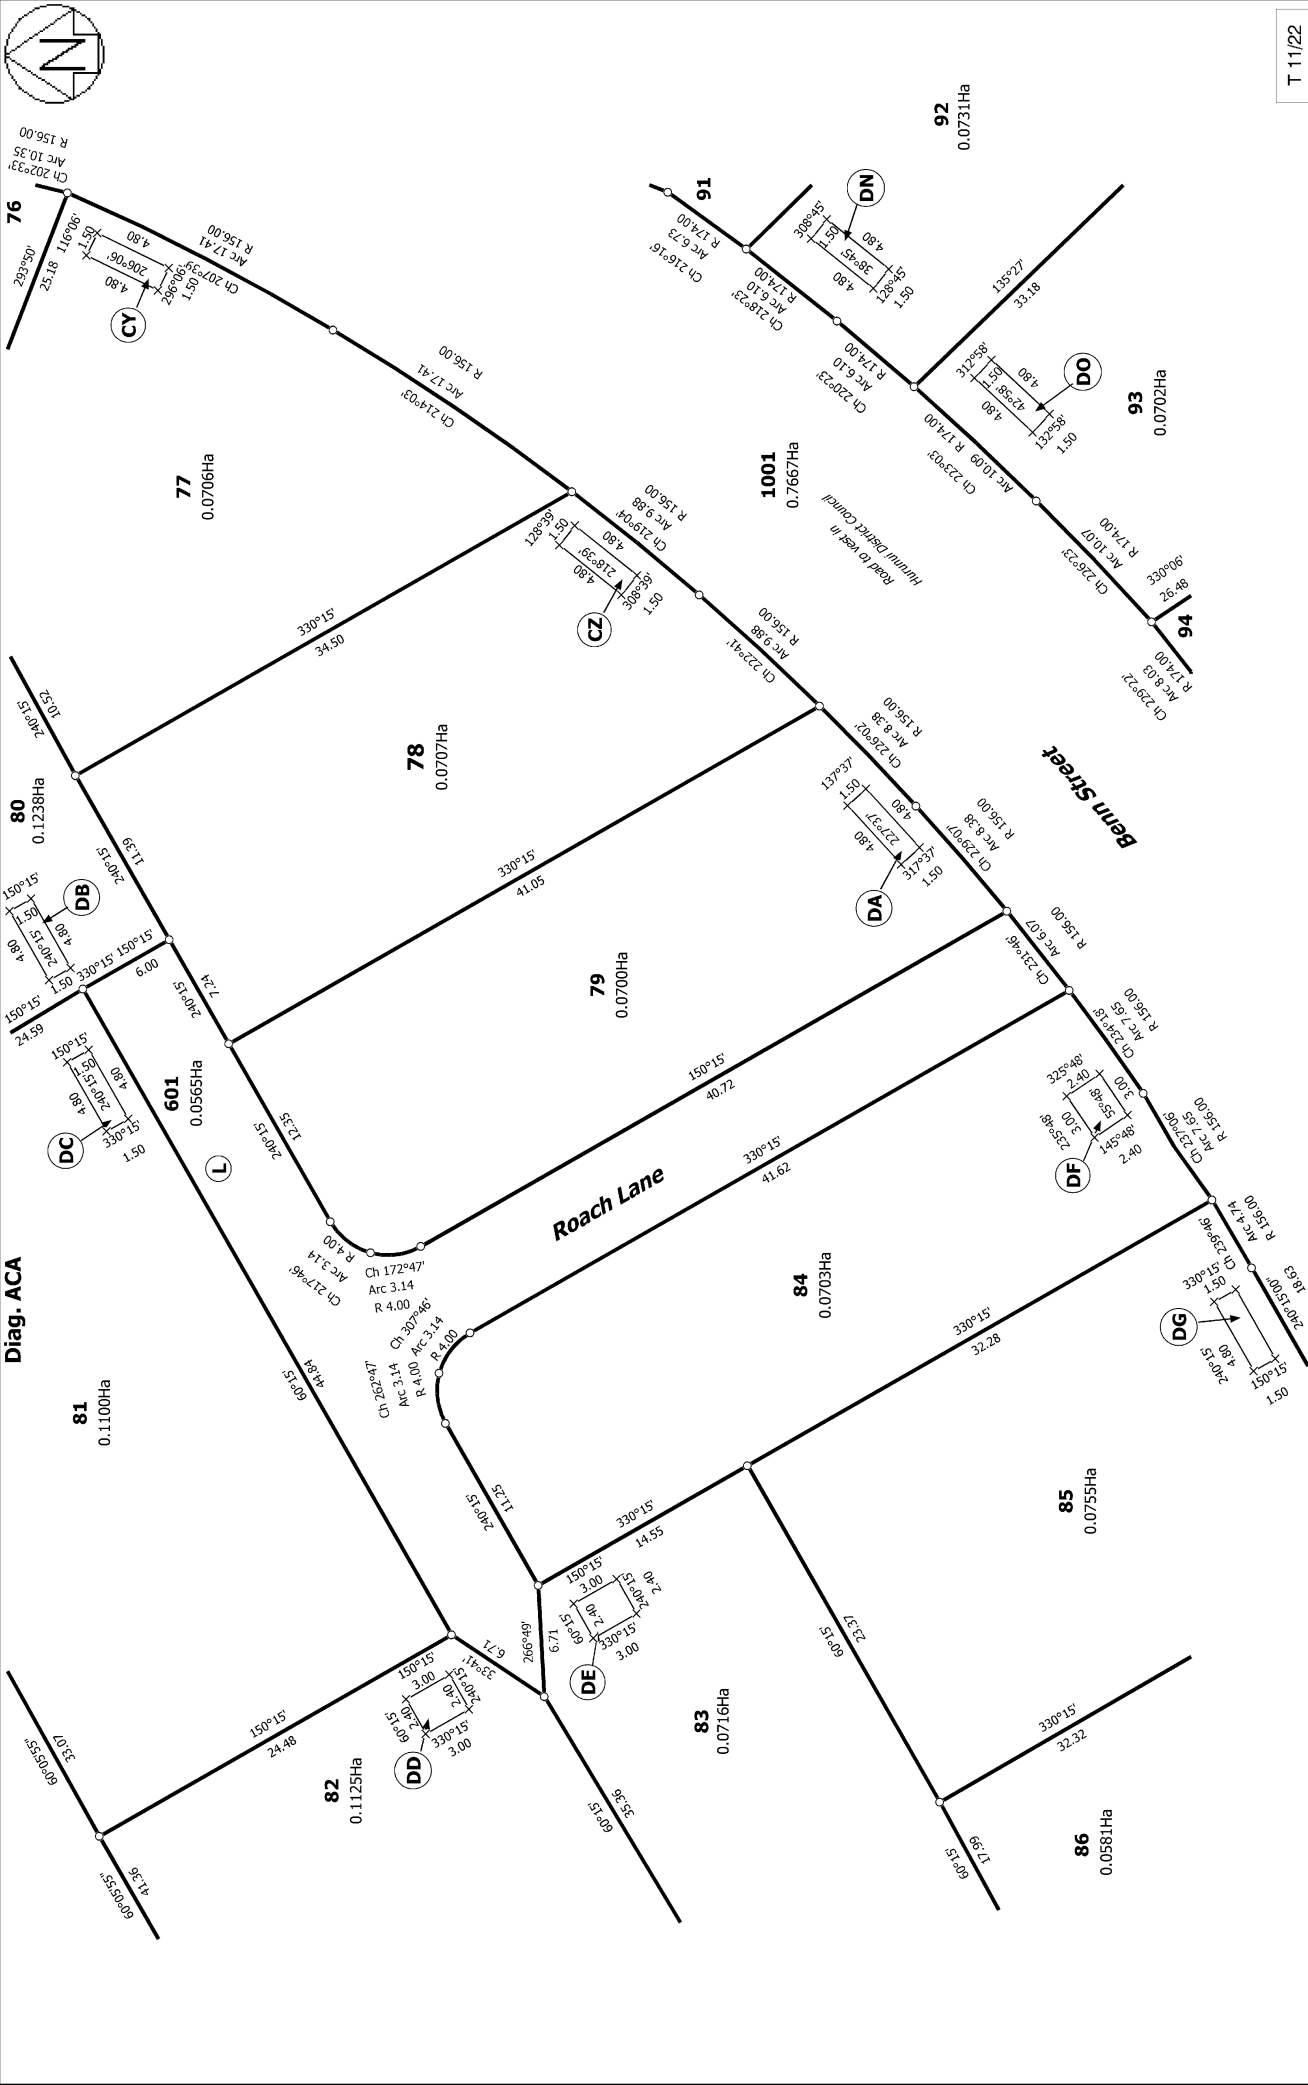 Diag. ACA
N
T 11/22
76
Ch 202°33'
Arc 10.35
R 156.00
293°50'
25.18
116°06'
1.50
4.80
206°06'
4.80
296°06'
1.50
CY
Ch 207°39'
Arc 17.41
R 156.00
77
0.0706Ha
Ch 214°03'
Arc 17.41
R 156.00
91
Ch 216°16'
Arc 6.73
R 174.00
Ch 218°23'
Arc 6.10
R 174.00
Ch 220°23'
Arc 6.10
R 174.00
92
0.0731Ha
DN
308°45'
1.50
4.80
38°45'
4.80
128°45'
1.50
135°27'
33.18
93
0.0702Ha
DO
312°58'
1.50
4.80
42°58'
4.80
132°58'
1.50
Ch 223°03'
Arc 10.09
R 174.00
Ch 226°23'
Arc 10.07
R 174.00
330°06'
26.48
94
Ch 229°22'
Arc 8.03
R 174.00
1001
0.7667Ha
Road to vest in
Hurunui District Council
Benn Street
128°39'
1.50
4.80
218°39'
4.80
308°39'
1.50
CZ
Ch 219°04'
Arc 9.88
R 156.00
Ch 222°41'
Arc 9.88
R 156.00
240°15'
10.52
330°15'
34.50
78
0.0707Ha
80
0.1238Ha
240°15'
11.39
150°15'
1.50
4.80
240°15'
4.80
1.50
330°15'
DB
150°15'
6.00
150°15'
24.59
240°15'
7.24
330°15'
41.05
Ch 226°02'
Arc 8.38
R 156.00
137°37'
1.50
4.80
227°37'
4.80
317°37'
1.50
DA
Ch 229°07'
Arc 8.38
R 156.00
79
0.0700Ha
Ch 231°46'
Arc 6.07
R 156.00
150°15'
1.50
4.80
240°15'
4.80
330°15'
1.50
DC
601
0.0565Ha
L
240°15'
12.35
150°15'
40.72
Ch 217°46'
Arc 3.14
R 4.00
Ch 172°47'
Arc 3.14
R 4.00
Roach Lane
330°15'
41.62
Ch 307°46'
Arc 3.14
R 4.00
Ch 262°47
Arc 3.14
R 4.00
Ch 234°18'
Arc 7.65
R 156.00
325°48'
2.40
3.00
55°48'
235°48'
3.00
145°48'
2.40
DF
Ch 237°06'
Arc 7.65
R 156.00
Ch 239°46'
Arc 4.74
R 156.00
84
0.0703Ha
330°15'
32.28
330°15'
1.50
240°15'
4.80
150°15'
1.50
DG
240°15'00"
18.63
81
0.1100Ha
60°15'
44.84
240°15'
11.25
330°15'
14.55
85
0.0755Ha
150°15'
3.00
60°15'
2.40
240°15'
2.40
330°15'
3.00
DE
266°49'
6.71
33°41'
6.71
150°15'
3.00
60°15'
2.40
240°15'
2.40
330°15'
3.00
DD
150°15'
24.48
82
0.1125Ha
83
0.0716Ha
60°15'
23.37
60°15'
35.36
60°05'55"
33.07
60°05'55"
41.36
330°15'
32.32
60°15'
17.99
86
0.0581Ha